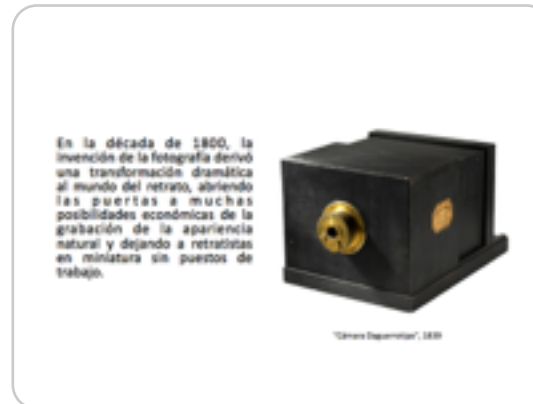 En la década de 1800, la
invención de la fotografía derivó
una transformación dramática
al mundo del retrato, abriendo
las puertas a muchas
posibilidades económicas de la
grabación de la apariencia
natural y dejando a retratistas
en miniatura sin puestos de
trabajo.
"Cámara Daguerrotipo", 1839